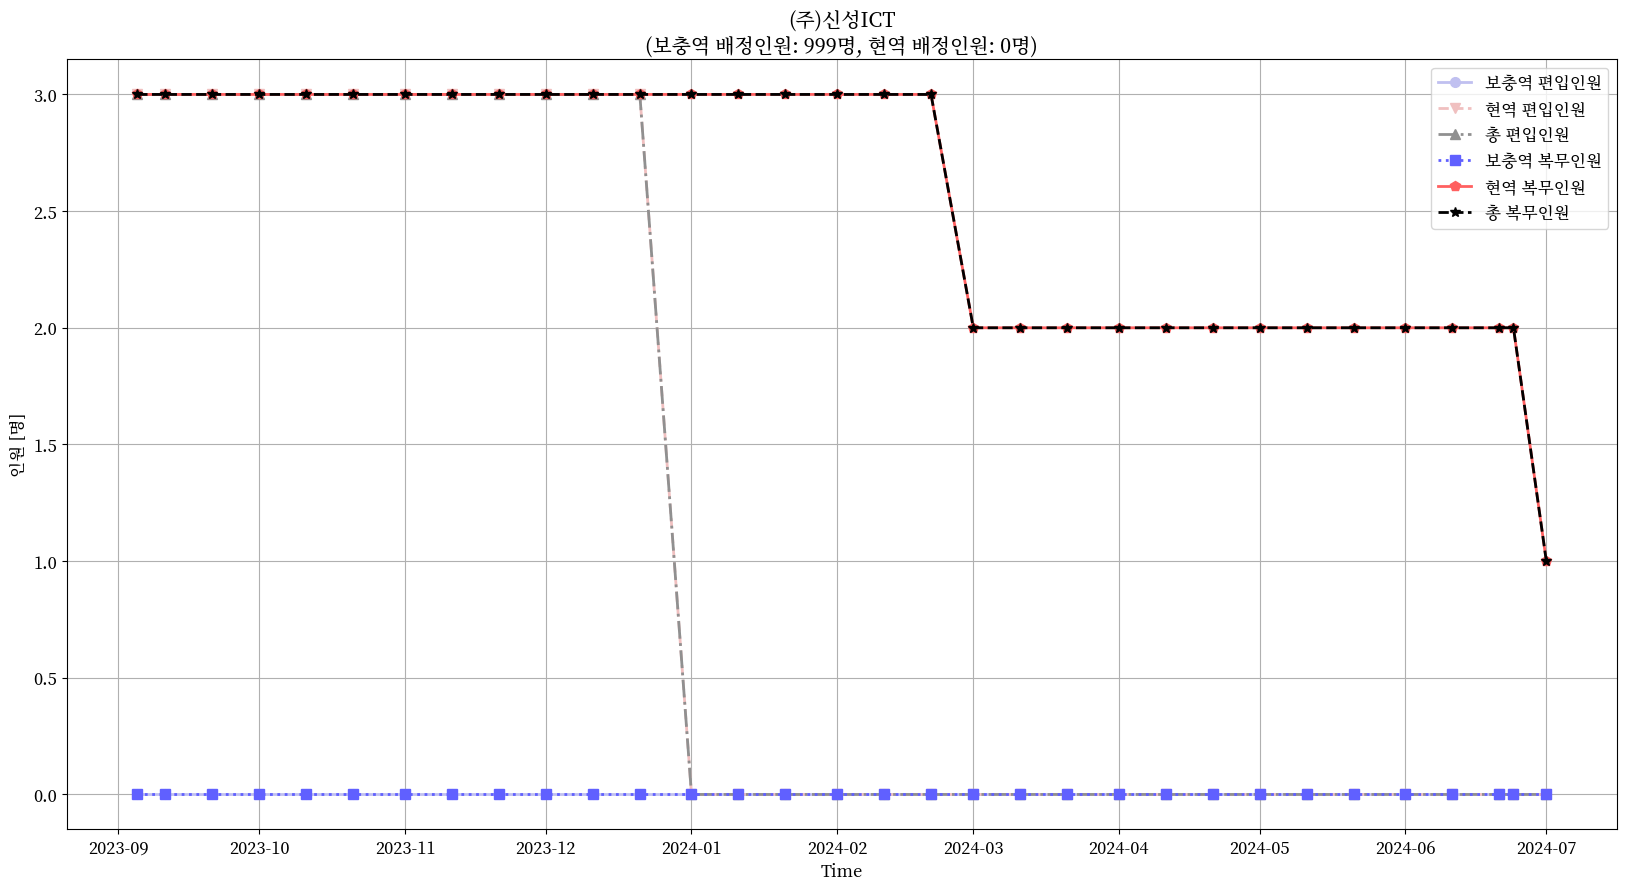 (주)신성ICT
(보충역 배정인원: 999명, 현역 배정인원: 0명)
보충역 편입인원
현역 편입인원
총 편입인원
보충역 복무인원
현역 복무인원
총 복무인원
인원 [명]
3.0
2.5
2.0
1.5
1.0
0.5
0.0
2023-09 2023-10 2023-11 2023-12 2024-01 2024-02 2024-03 2024-04 2024-05 2024-06 2024-07
Time